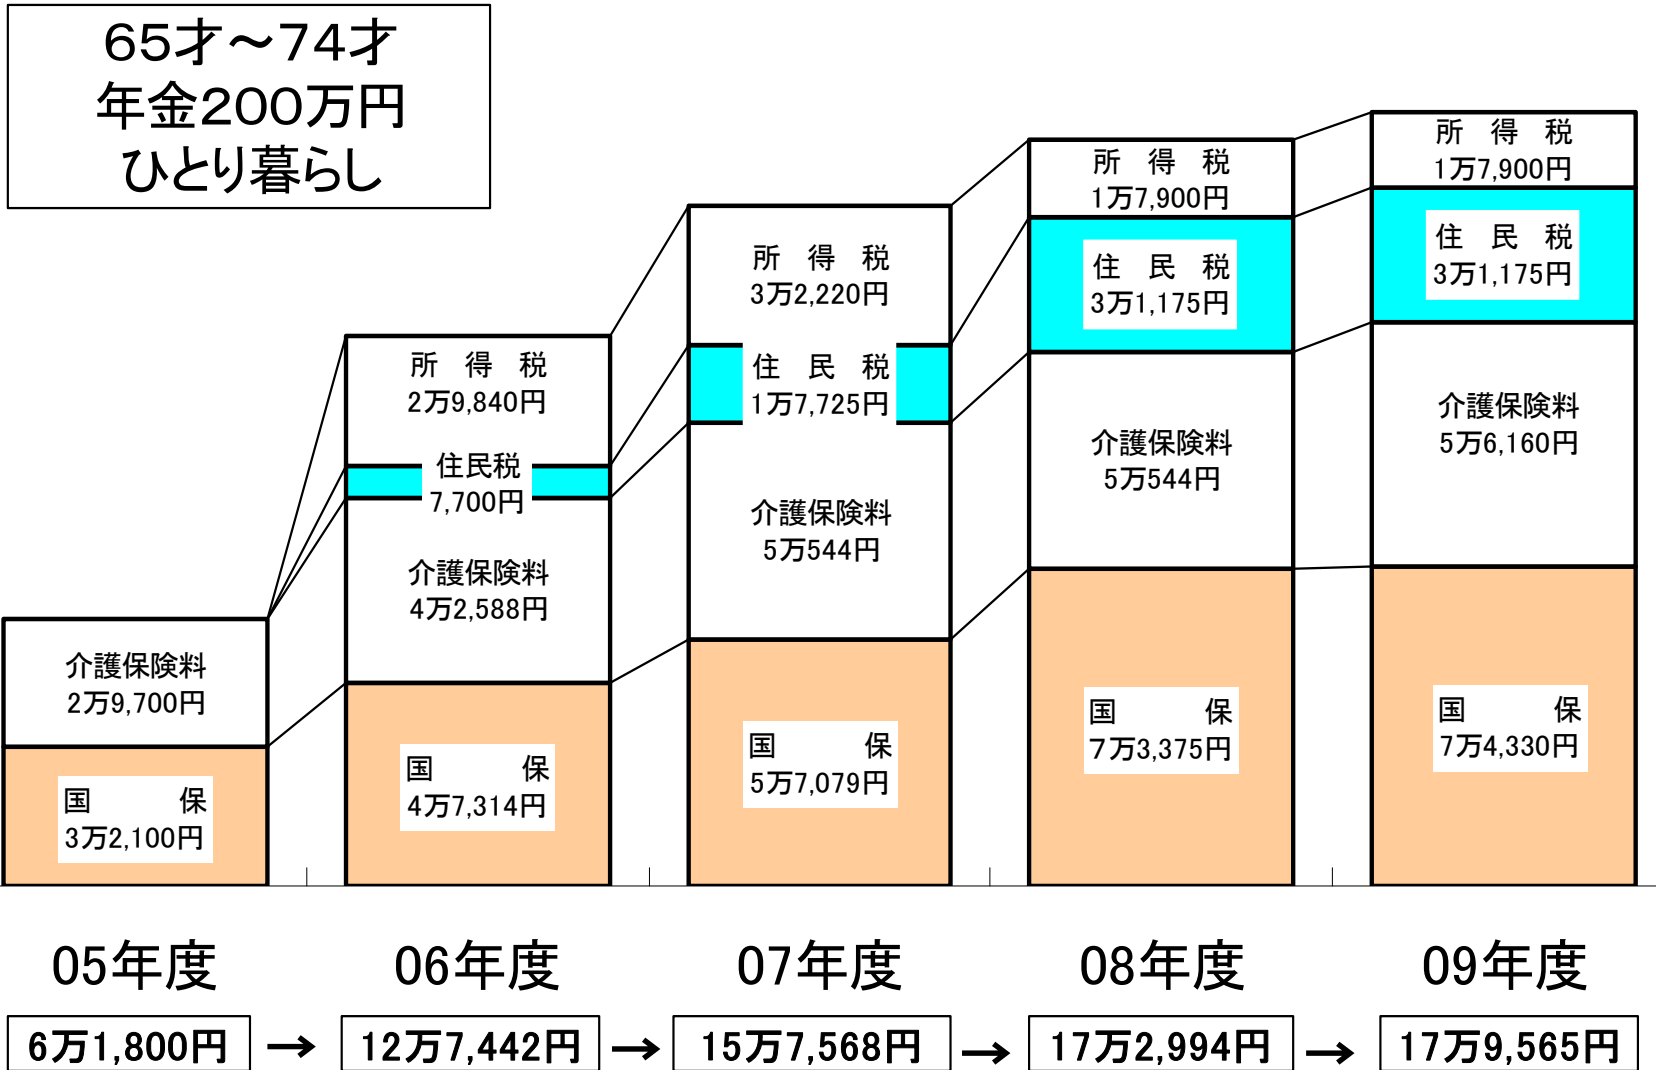 65才～74才
年金200万円
ひとり暮らし
介護保険料
2万9,700円
国　　　保
3万2,100円
所　得　税
2万9,840円
住民税
7,700円
介護保険料
4万2,588円
国　　　保
4万7,314円
所　得　税
3万2,220円
住　民　税
1万7,725円
介護保険料
5万544円
国　　　保
5万7,079円
所　得　税
1万7,900円
住　民　税
3万1,175円
介護保険料
5万544円
国　　　保
7万3,375円
所　得　税
1万7,900円
住　民　税
3万1,175円
介護保険料
5万6,160円
国　　　保
7万4,330円
05年度　06年度　07年度　08年度　09年度
6万1,800円 → 12万7,442円 → 15万7,568円 → 17万2,994円 → 17万9,565円